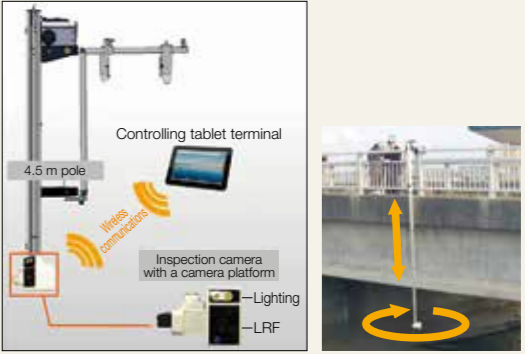 Controlling tablet terminal
4.5 m pole
Wireless
communications
Inspection camera
with a camera platform
Lighting
LRF